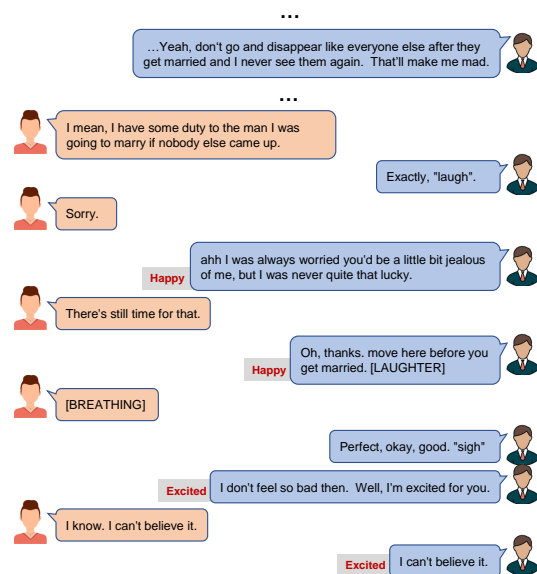 ...
…Yeah, don't go and disappear like everyone else after they
get married and I never see them again.  That'll make me mad.
...
I mean, I have some duty to the man I was
going to marry if nobody else came up.
Exactly, "laugh".
Sorry.
ahh I was always worried you'd be a little bit jealous
of me, but I was never quite that lucky.
Happy
There's still time for that.
Oh, thanks. move here before you
get married. [LAUGHTER]
Happy
[BREATHING]
Perfect, okay, good. "sigh"
Excited
I don't feel so bad then.  Well, I'm excited for you.
I know. I can't believe it.
Excited
I can't believe it.